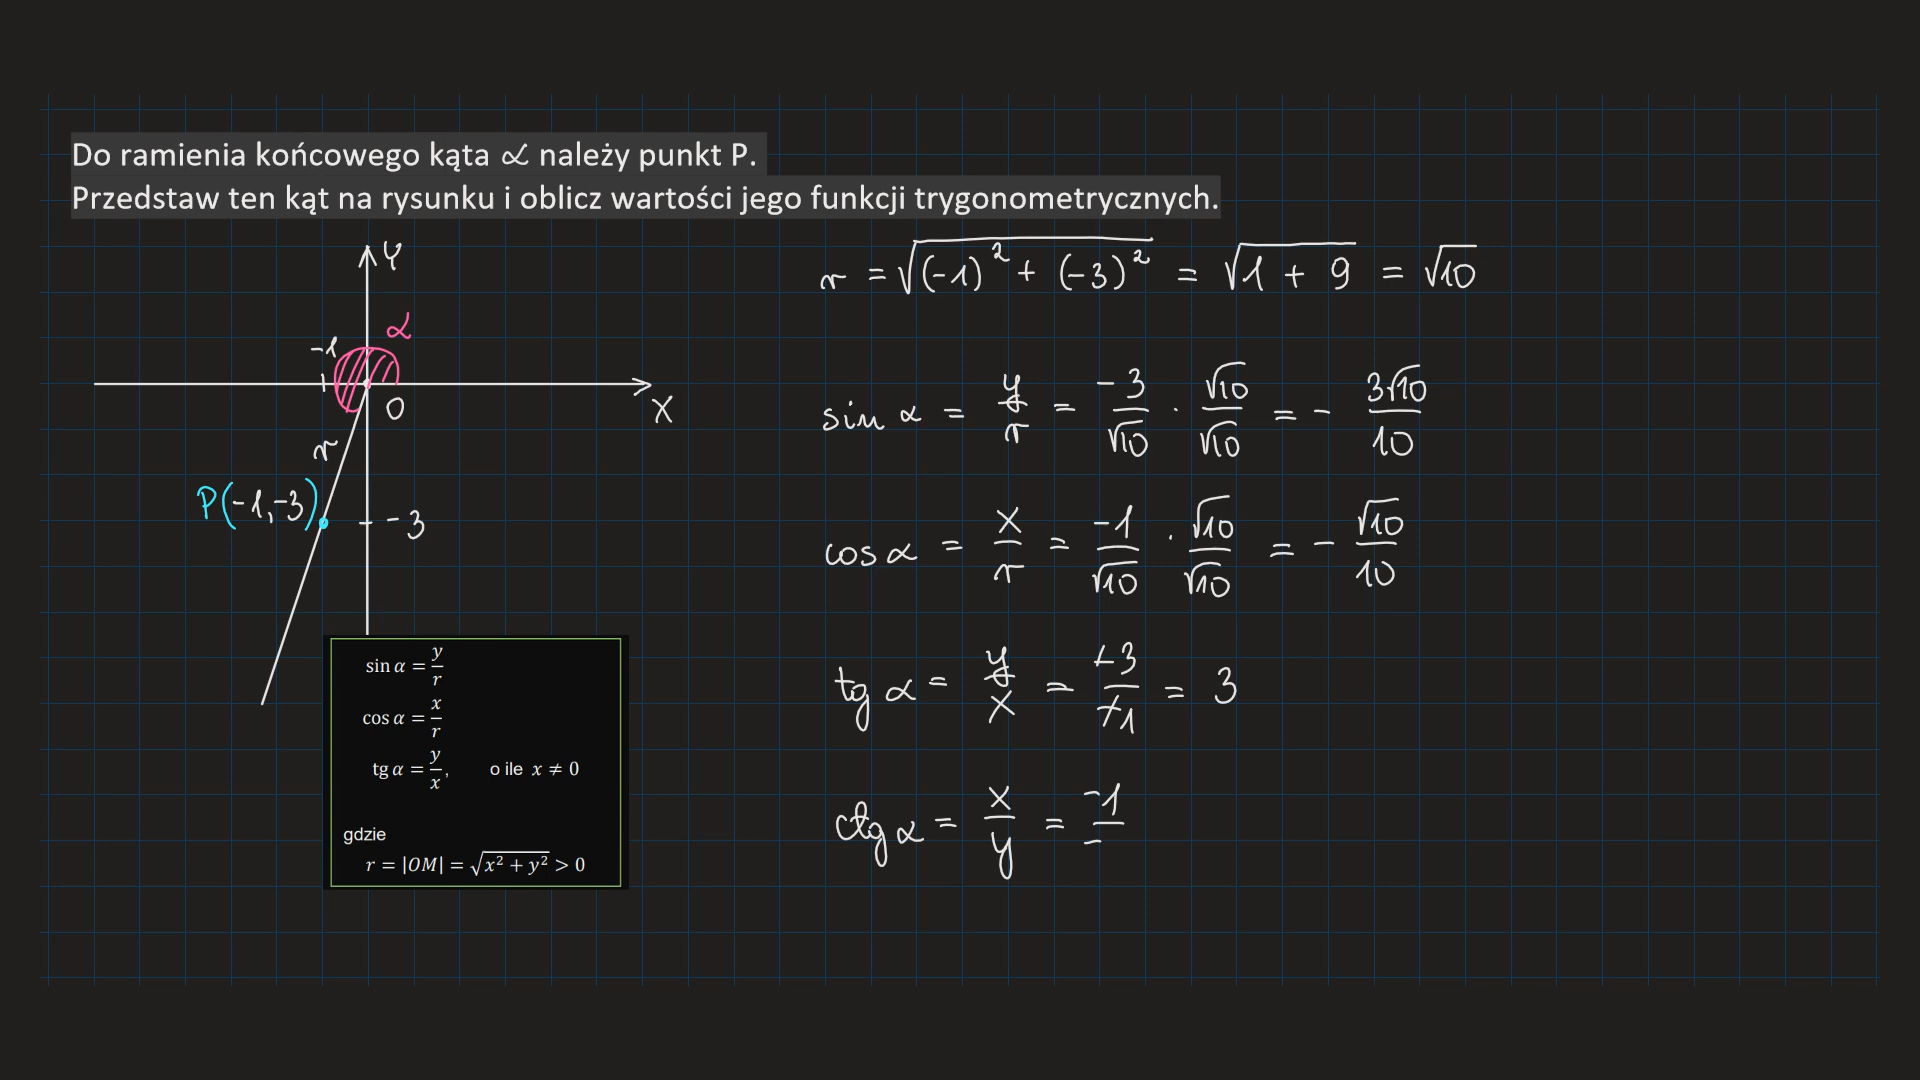 Do ramienia końcowego kąta α należy punkt P.
Przedstaw ten kąt na rysunku i oblicz wartości jego funkcji trygonometrycznych.
Y
α
-1
0
X
r
P(-1,-3)
-3
r = √((-1)² + (-3)²) = √(1 + 9) = √10
sin α = y/r = -3/√10 · √10/√10 = - 3√10/10
cos α = x/r = -1/√10 · √10/√10 = - √10/10
tg α = y/x = -3/-1 = 3
ctg α = x/y = -1/-
sin α = y/r
cos α = x/r
tg α = y/x, o ile x ≠ 0
gdzie
r = |OM| = √(x² + y²) > 0